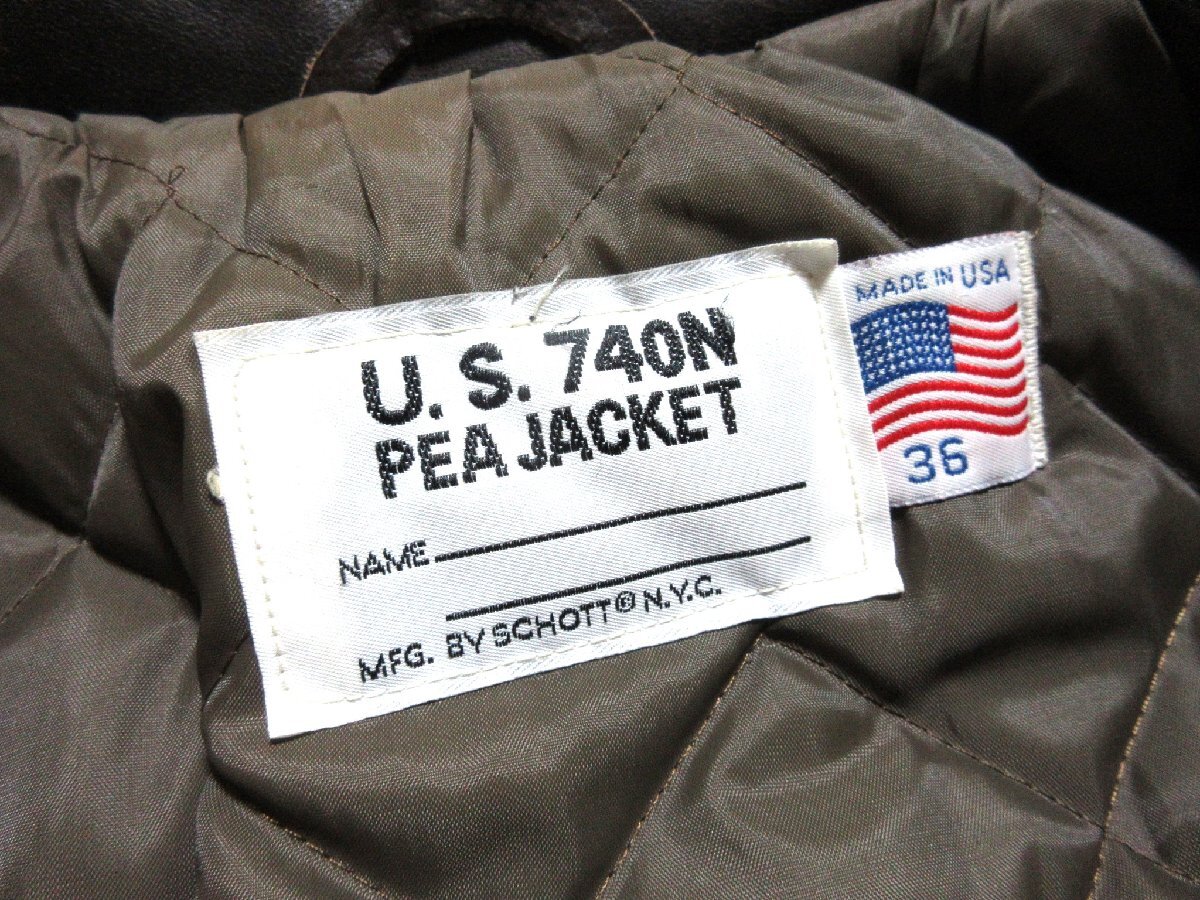 U. S. 740N
PEA JACKET
NAME
MFG. BY SCHOTT® N.Y.C.
MADE IN USA
36